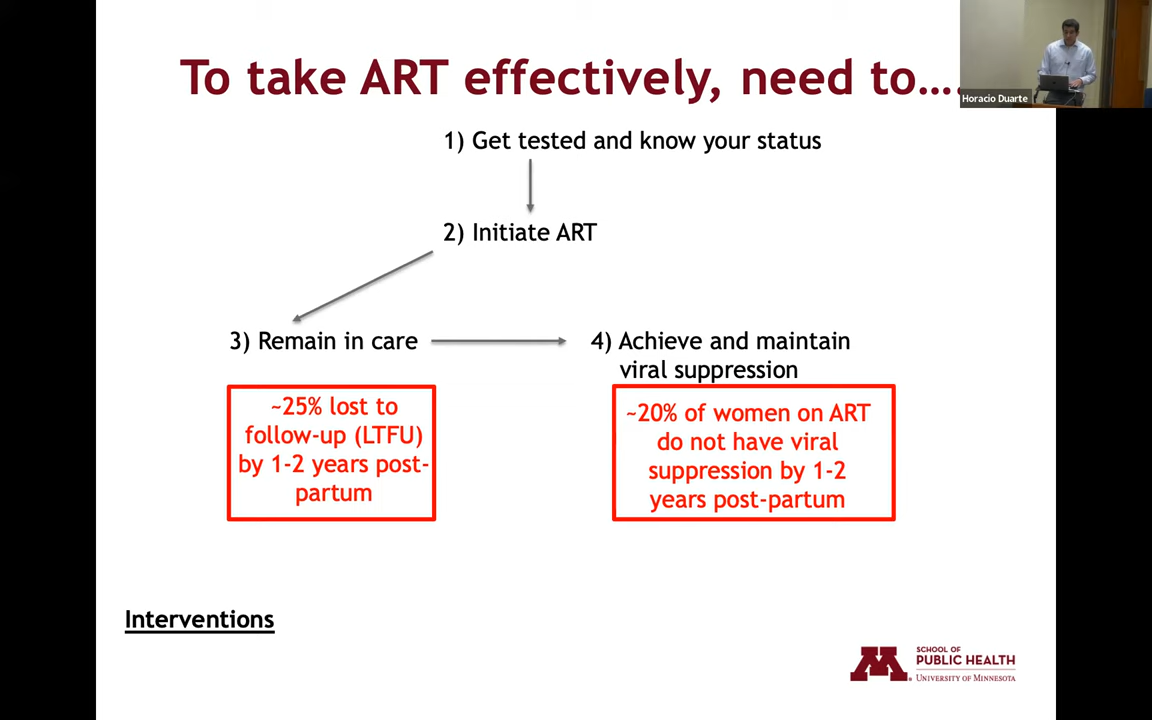 To take ART effectively, need to….
Horacio Duarte
1) Get tested and know your status
2) Initiate ART
3) Remain in care
4) Achieve and maintain
viral suppression
~25% lost to
follow-up (LTFU)
by 1-2 years post-
partum
~20% of women on ART
do not have viral
suppression by 1-2
years post-partum
Interventions
SCHOOL OF
PUBLIC HEALTH
UNIVERSITY OF MINNESOTA